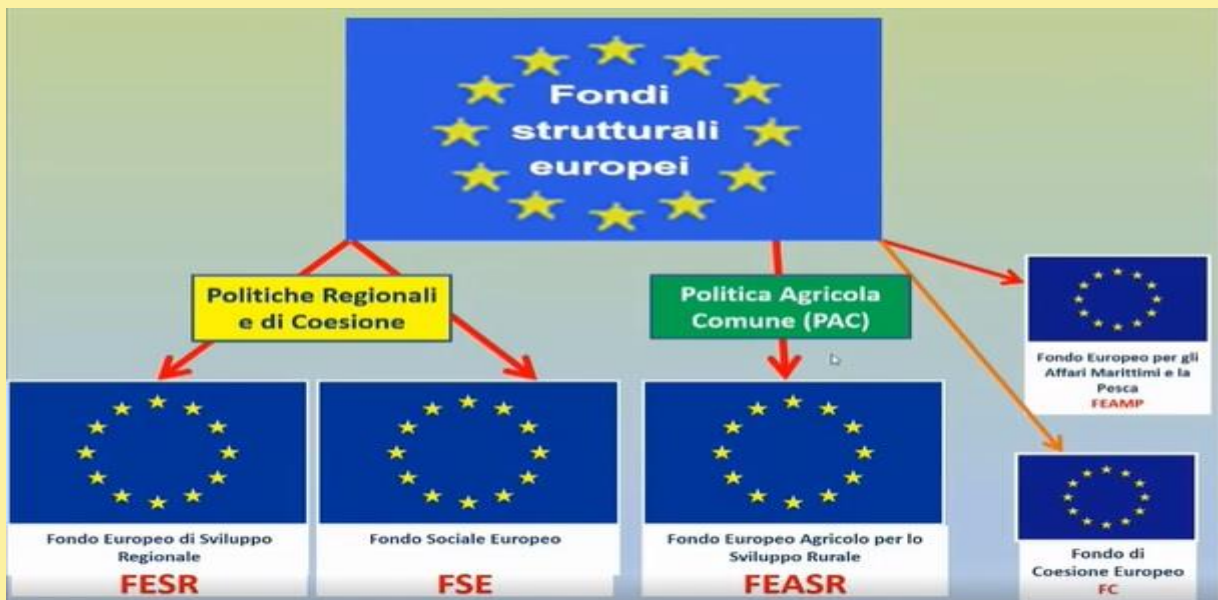 Fondi
strutturali
europei
Politiche Regionali
e di Coesione
Politica Agricola
Comune (PAC)
Fondo Europeo per gli
Affari Marittimi e la
Pesca
FEAMP
Fondo Europeo di Sviluppo
Regionale
FESR
Fondo Sociale Europeo
FSE
Fondo Europeo Agricolo per lo
Sviluppo Rurale
FEASR
Fondo di
Coesione Europeo
FC